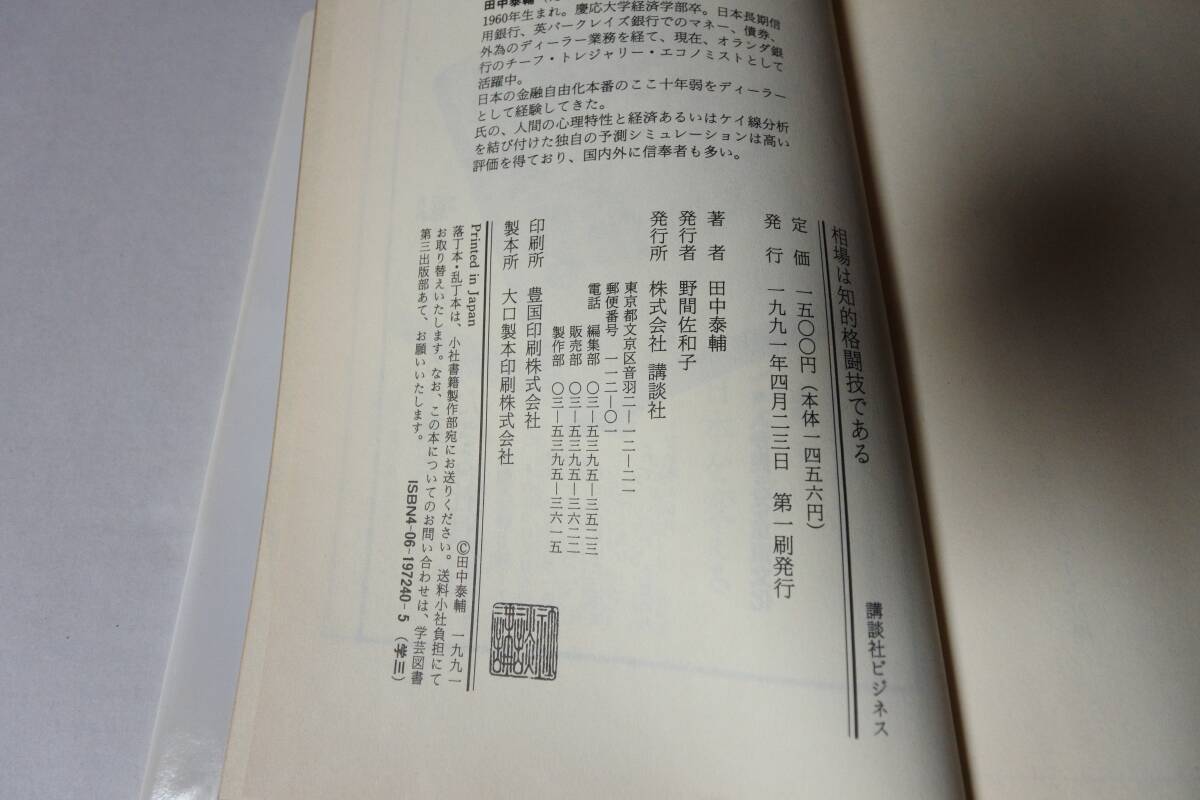 田中泰輔
1960年生まれ。慶応大学経済学部卒。日本長期信
用銀行、英バークレイズ銀行でのマネー、債券、
外為のディーラー業務を経て、現在、オランダ銀
行のチーフ・トレジャリー・エコノミストとして
活躍中。
日本の金融自由化本番のここ十年弱をディーラー
として経験してきた。
氏の、人間の心理特性と経済あるいはケイ線分析
を結び付けた独自の予測シミュレーションは高い
評価を得ており、国内外に信奉者も多い。
講談社ビジネス
相場は知的格闘技である
定 価 一五〇〇円(本体一四五六円)
発 行 一九九一年四月二三日 第一刷発行
著 者 田中泰輔
発行者 野間佐和子
発行所 株式会社 講談社
東京都文京区音羽二―一二―二一
郵便番号 一一二―〇一
電話 編集部 〇三―五三九五―三五二三
販売部 〇三―五三九五―三六二二
製作部 〇三―五三九五―三六一五
印刷所 豊国印刷株式会社
製本所 大口製本印刷株式会社
©田中泰輔 一九九一
Printed in Japan
落丁本・乱丁本は、小社書籍製作部宛にお送りください。送料小社負担にて
お取り替えいたします。なお、この本についてのお問い合わせは、学芸図書
第三出版部あて、お願いいたします。
ISBN4-06-197240-5 (学三)